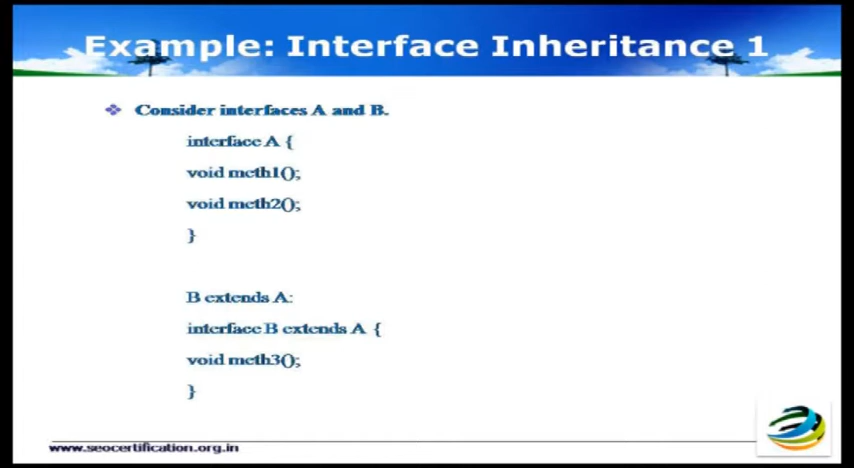 Example: Interface Inheritance 1
Consider interfaces A and B.
interface A {
void meth1();
void meth2();
}
B extends A:
interface B extends A {
void meth3();
}
www.seocertification.org.in